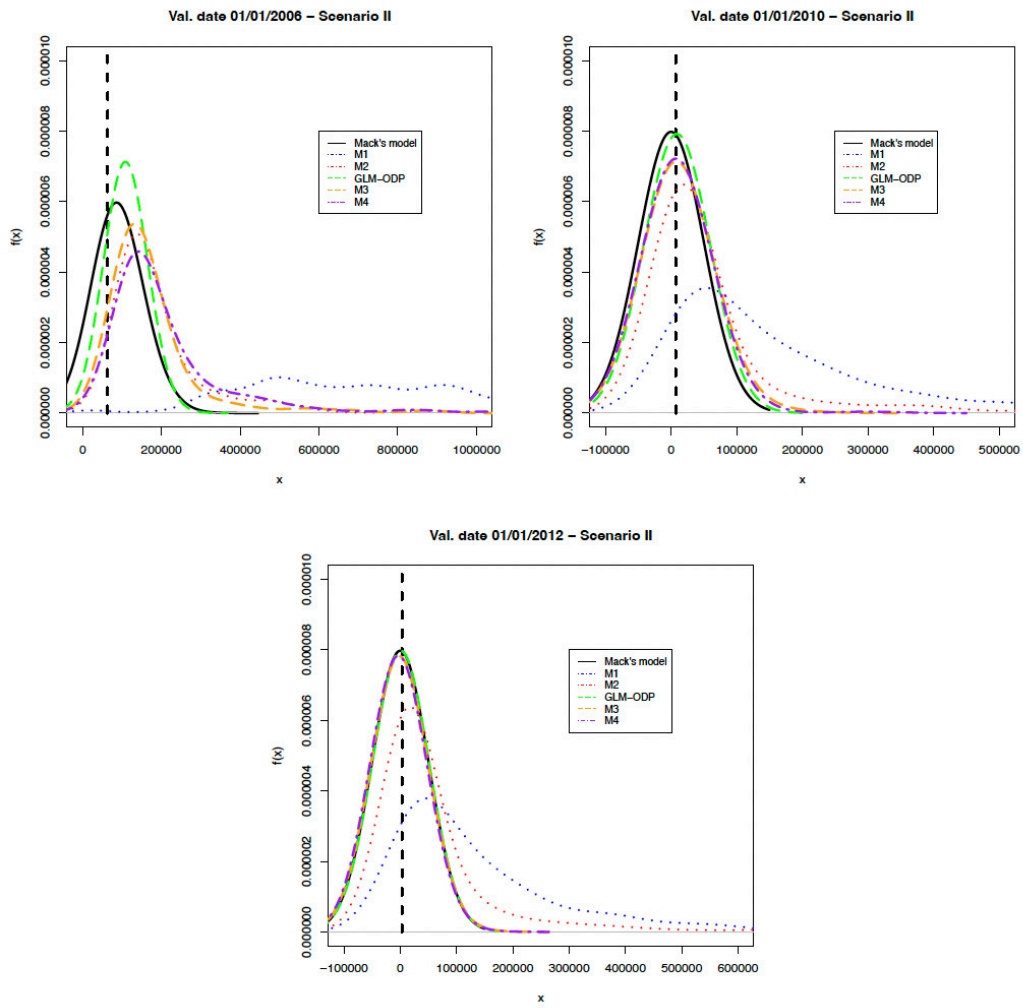 Val. date 01/01/2006 – Scenario II
0.000010
0.000008
0.000006
0.000004
0.000002
0.000000
f(x)
Mack's model
M1
M2
GLM–ODP
M3
M4
0
200000
400000
600000
800000
1000000
x
Val. date 01/01/2010 – Scenario II
0.000010
0.000008
0.000006
0.000004
0.000002
0.000000
f(x)
Mack's model
M1
M2
GLM–ODP
M3
M4
−100000
0
100000
200000
300000
400000
500000
x
Val. date 01/01/2012 – Scenario II
0.000010
0.000008
0.000006
0.000004
0.000002
0.000000
f(x)
Mack's model
M1
M2
GLM–ODP
M3
M4
−100000
0
100000
200000
300000
400000
500000
600000
x